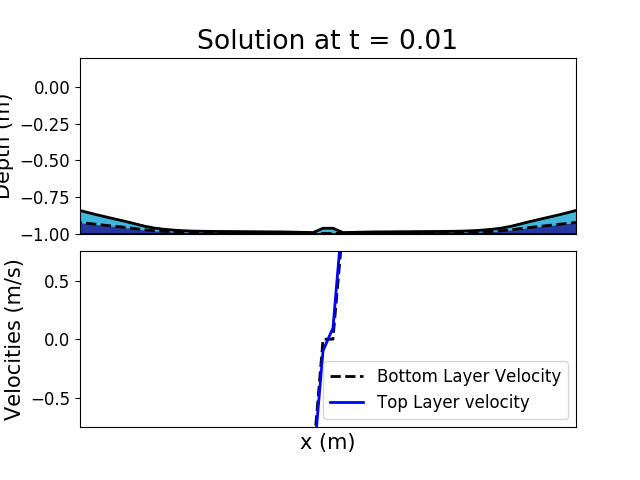 Solution at t = 0.01
Depth (m)
0.00
−0.25
−0.50
−0.75
−1.00
Velocities (m/s)
0.5
0.0
−0.5
Bottom Layer Velocity
Top Layer velocity
x (m)